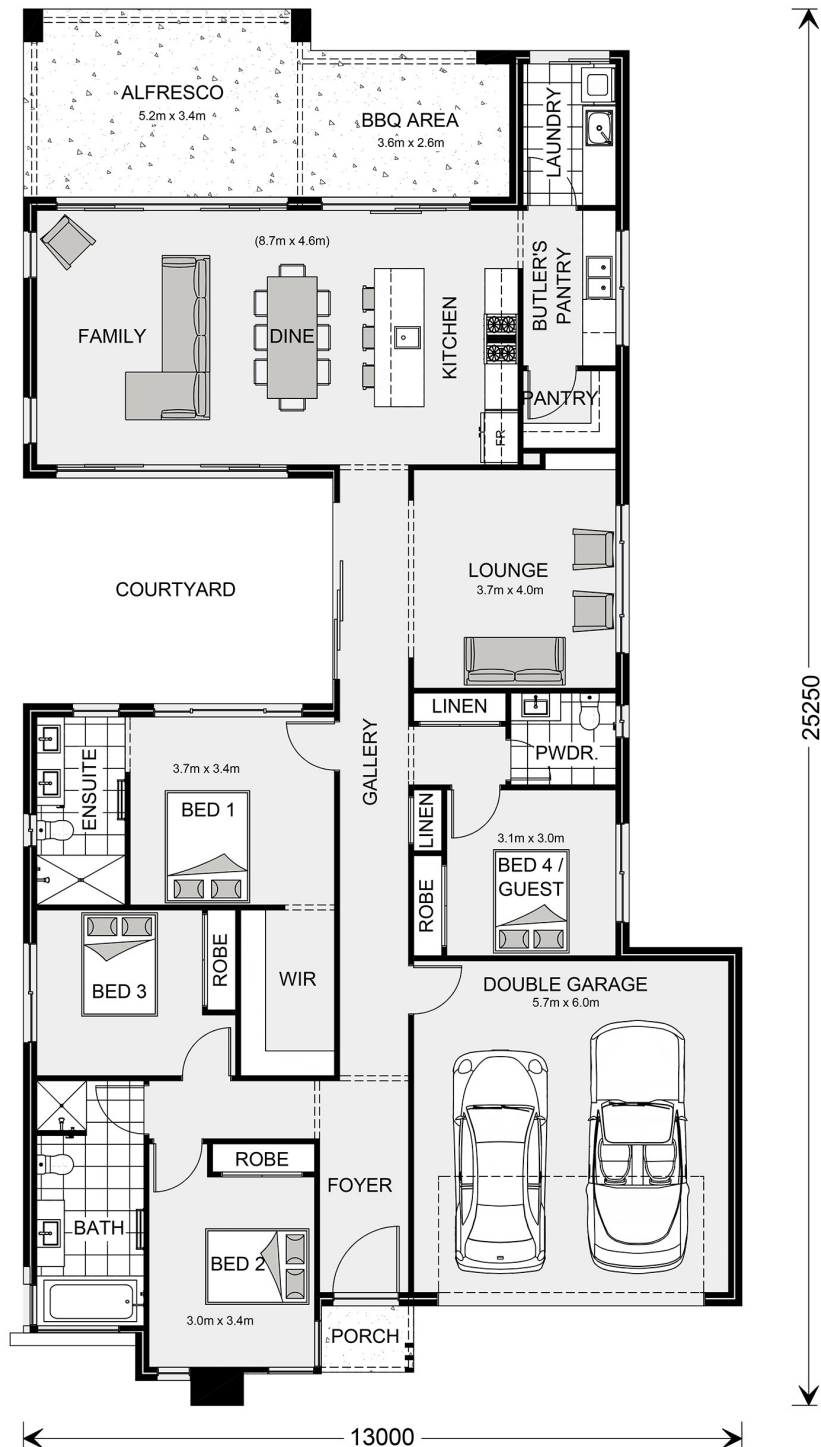 ALFRESCO
5.2m x 3.4m
BBQ AREA
3.6m x 2.6m
LAUNDRY
(8.7m x 4.6m)
BUTLER'S
PANTRY
FAMILY
DINE
KITCHEN
PANTRY
FR
COURTYARD
LOUNGE
3.7m x 4.0m
25250
LINEN
PWDR.
GALLERY
ENSUITE
3.7m x 3.4m
BED 1
LINEN
3.1m x 3.0m
BED 4 /
GUEST
ROBE
BED 3
ROBE
WIR
DOUBLE GARAGE
5.7m x 6.0m
ROBE
FOYER
BATH
BED 2
3.0m x 3.4m
PORCH
13000